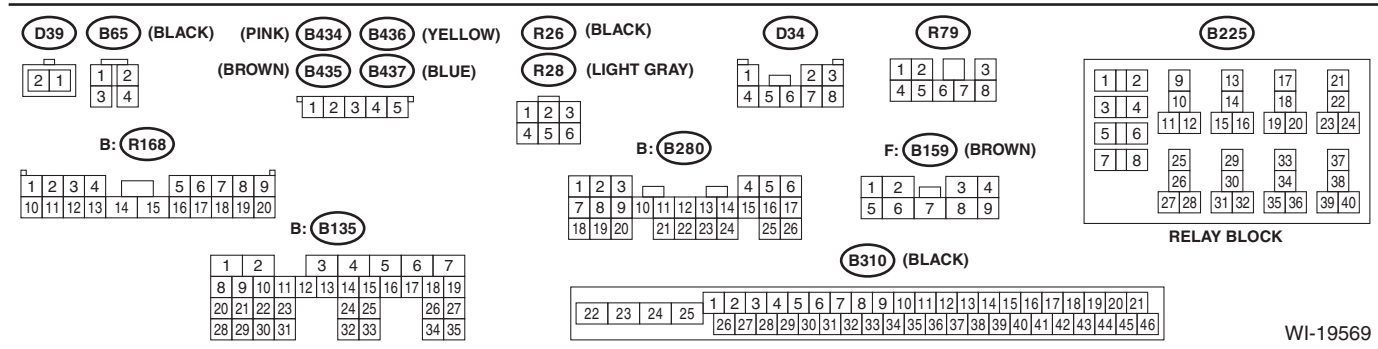 D39 B65 (BLACK) (PINK) B434 B436 (YELLOW) R26 (BLACK) D34 R79 B225
(BROWN) B435 B437 (BLUE) R28 (LIGHT GRAY)
2 1
1 2
3 4
1 2 3 4 5
1 2 3
4 5 6
1 2 3
4 5 6 7 8
1 2 3
4 5 6 7 8
B: R168
1 2 3 4 5 6 7 8 9
10 11 12 13 14 15 16 17 18 19 20
B: B280
1 2 3 4 5 6
7 8 9 10 11 12 13 14 15 16 17
18 19 20 21 22 23 24 25 26
F: B159 (BROWN)
1 2 3 4
5 6 7 8 9
1 2 9 13 17 21
3 4 10 14 18 22
11 12 15 16 19 20 23 24
5 6
7 8 25 29 33 37
26 30 34 38
27 28 31 32 35 36 39 40
RELAY BLOCK
B: B135
1 2 3 4 5 6 7
8 9 10 11 12 13 14 15 16 17 18 19
20 21 22 23 24 25 26 27
28 29 30 31 32 33 34 35
B310 (BLACK)
22 23 24 25 1 2 3 4 5 6 7 8 9 10 11 12 13 14 15 16 17 18 19 20 21
26 27 28 29 30 31 32 33 34 35 36 37 38 39 40 41 42 43 44 45 46
WI-19569